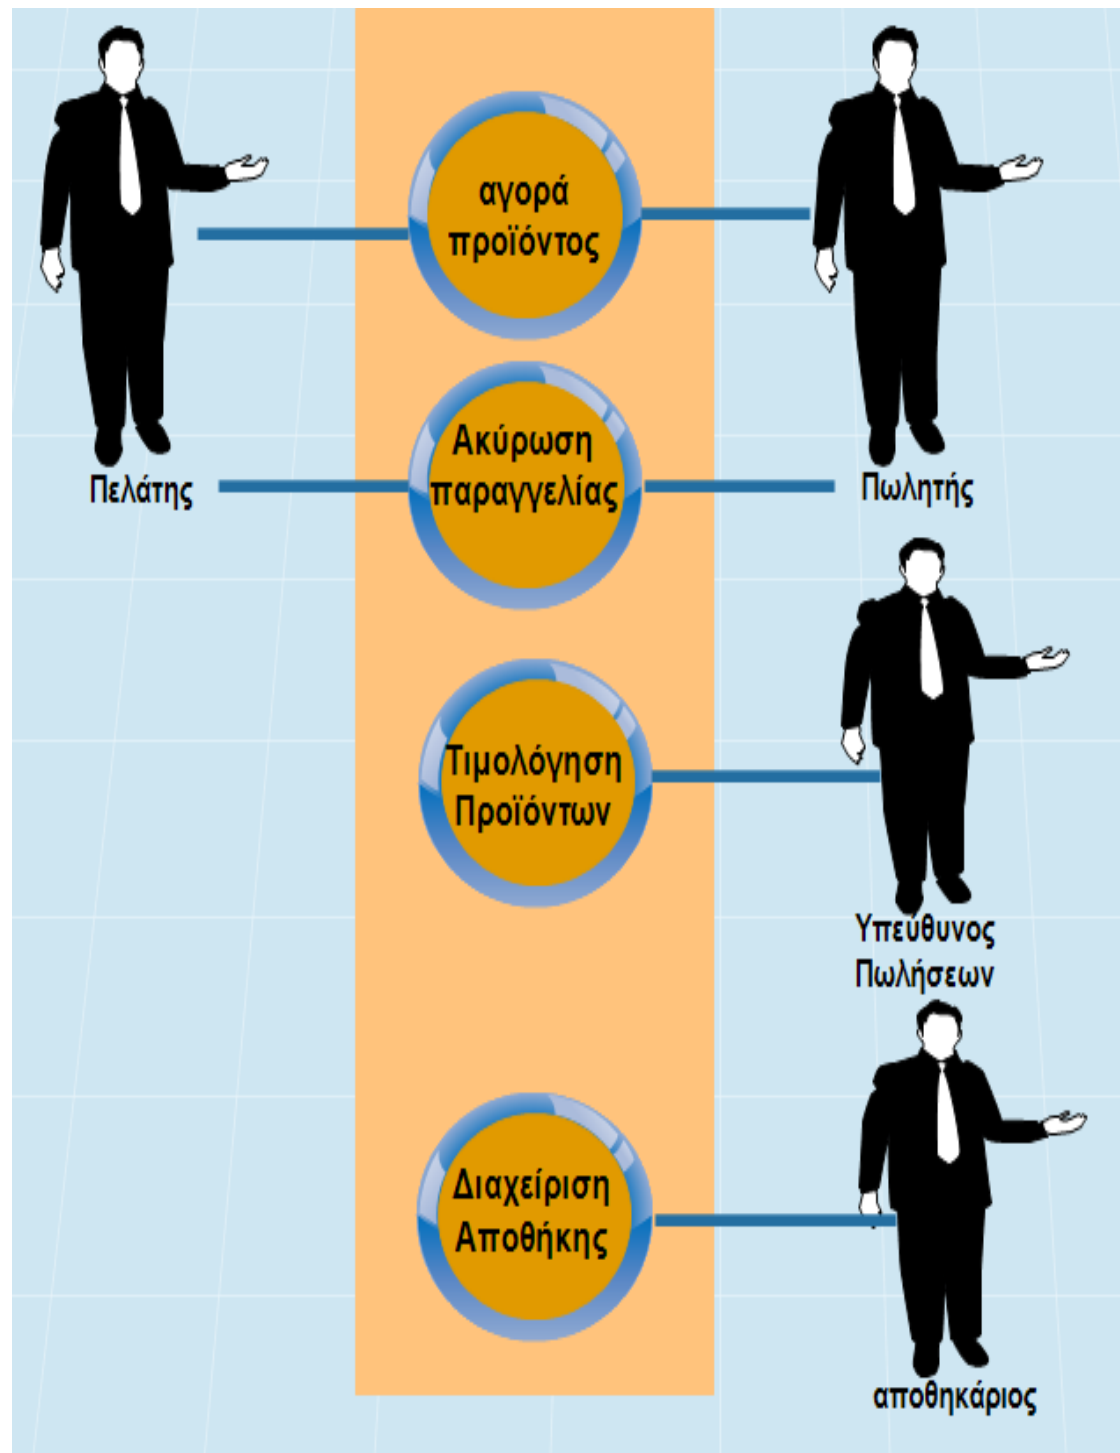 αγορά
προϊόντος
Ακύρωση
παραγγελίας
Πελάτης
Πωλητής
Τιμολόγηση
Προϊόντων
Υπεύθυνος
Πωλήσεων
Διαχείριση
Αποθήκης
αποθηκάριος